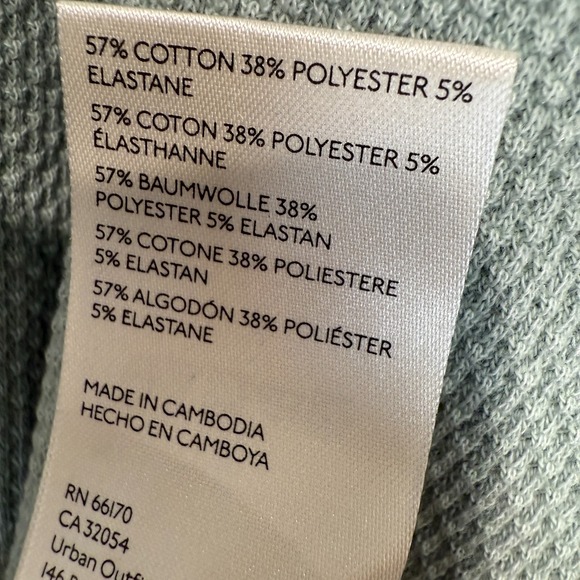 57% COTTON 38% POLYESTER 5%
ELASTANE
57% COTON 38% POLYESTER 5%
ÉLASTHANNE
57% BAUMWOLLE 38%
POLYESTER 5% ELASTAN
57% COTONE 38% POLIESTERE
5% ELASTAN
57% ALGODÓN 38% POLIÉSTER
5% ELASTANE
MADE IN CAMBODIA
HECHO EN CAMBOYA
RN 66170
CA 32054
Urban
146